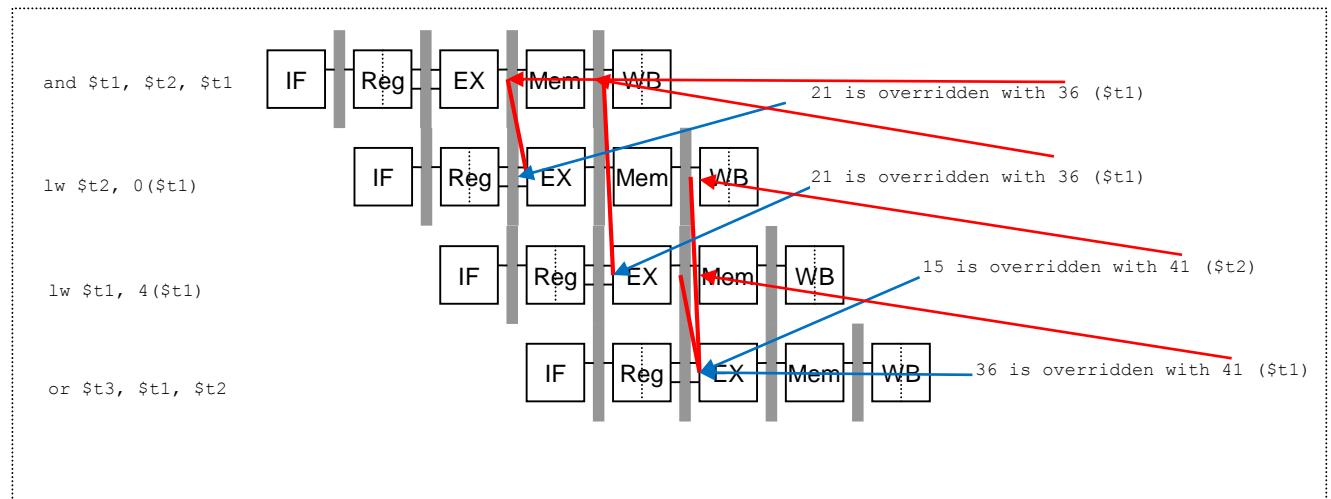 and $t1, $t2, $t1 IF Reg EX Mem WB
21 is overridden with 36 ($t1)
lw $t2, 0($t1) IF Reg EX Mem WB
21 is overridden with 36 ($t1)
lw $t1, 4($t1) IF Reg EX Mem WB
15 is overridden with 41 ($t2)
or $t3, $t1, $t2 IF Reg EX Mem WB
36 is overridden with 41 ($t1)